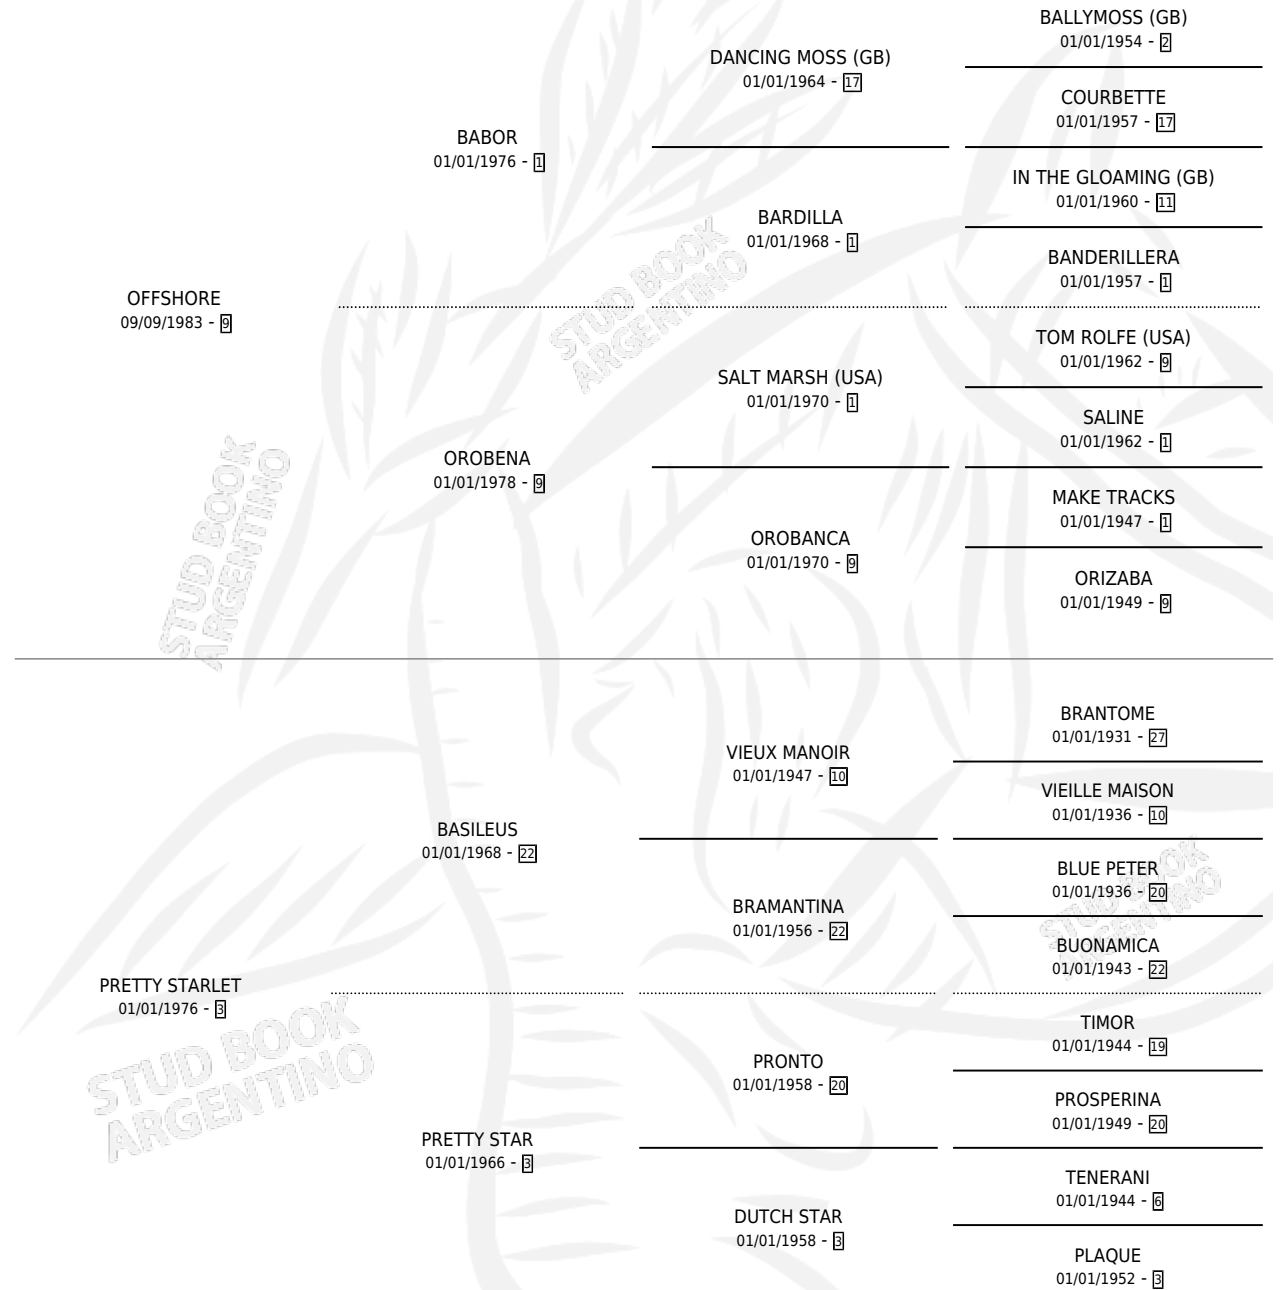 BALLYMOSS (GB)
01/01/1954 - 2
DANCING MOSS (GB)
01/01/1964 - 17
COURBETTE
01/01/1957 - 17
BABOR
01/01/1976 - 1
IN THE GLOAMING (GB)
01/01/1960 - 11
BARDILLA
01/01/1968 - 1
BANDERILLERA
01/01/1957 - 1
OFFSHORE
09/09/1983 - 9
TOM ROLFE (USA)
01/01/1962 - 9
SALT MARSH (USA)
01/01/1970 - 1
SALINE
01/01/1962 - 1
OROBENA
01/01/1978 - 9
MAKE TRACKS
01/01/1947 - 1
OROBANCA
01/01/1970 - 9
ORIZABA
01/01/1949 - 9
BRANTOME
01/01/1931 - 27
VIEUX MANOIR
01/01/1947 - 10
VIEILLE MAISON
01/01/1936 - 10
BASILEUS
01/01/1968 - 22
BLUE PETER
01/01/1936 - 20
BRAMANTINA
01/01/1956 - 22
BUONAMICA
01/01/1943 - 22
PRETTY STARLET
01/01/1976 - 3
TIMOR
01/01/1944 - 19
PRONTO
01/01/1958 - 20
PROSPERINA
01/01/1949 - 20
PRETTY STAR
01/01/1966 - 3
TENERANI
01/01/1944 - 6
DUTCH STAR
01/01/1958 - 3
PLAQUE
01/01/1952 - 3
STUD BOOK
ARGENTINO
STUD BOOK
ARGENTINO
STUD BOOK
ARGENTINO
STUD BOOK
ARGENTINO